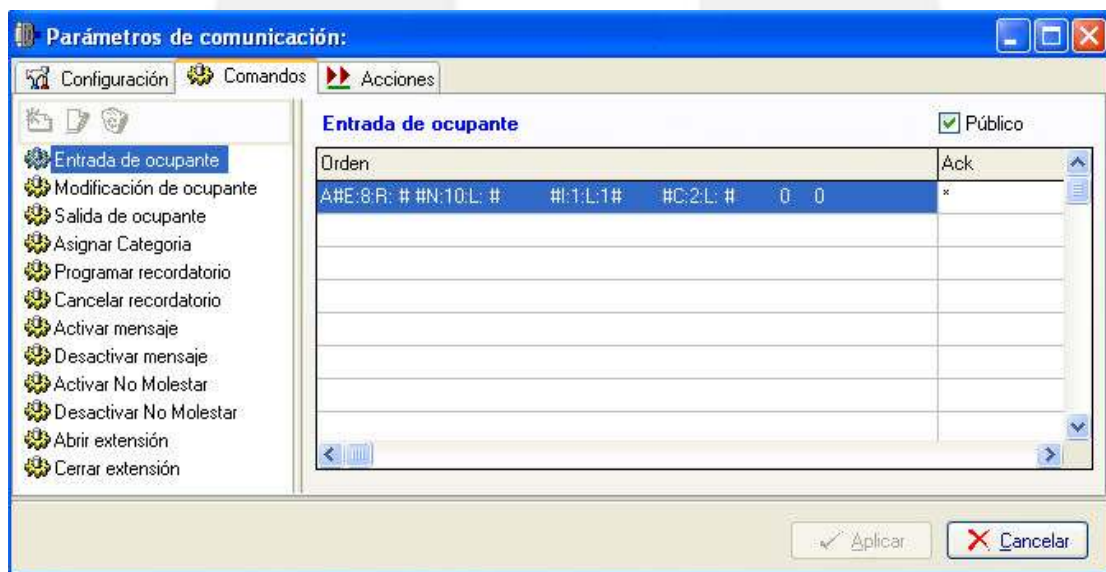 Parámetros de comunicación:
Configuración Comandos Acciones
Entrada de ocupante Público
Entrada de ocupante
Modificación de ocupante
Salida de ocupante
Asignar Categoria
Programar recordatorio
Cancelar recordatorio
Activar mensaje
Desactivar mensaje
Activar No Molestar
Desactivar No Molestar
Abrir extensión
Cerrar extensión
Orden Ack
A#E:8:R: # #N:10:L: # #I:1:L:1# #C:2:L: # 0 0 *
Aplicar Cancelar